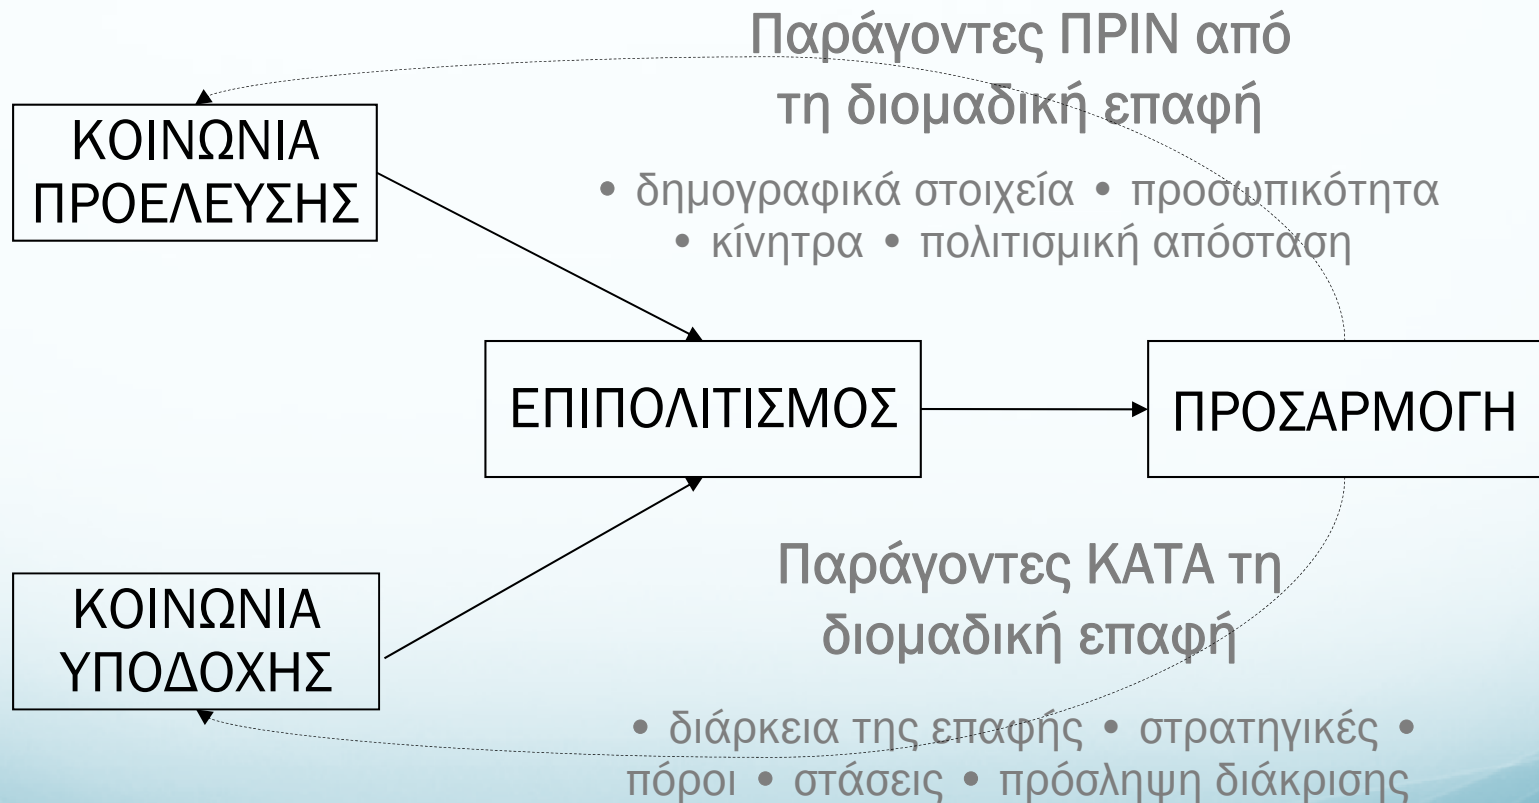 Παράγοντες ΠΡΙΝ από
τη διομαδική επαφή
ΚΟΙΝΩΝΙΑ
ΠΡΟΕΛΕΥΣΗΣ
• δημογραφικά στοιχεία • προσωπικότητα
• κίνητρα • πολιτισμική απόσταση
ΕΠΙΠΟΛΙΤΙΣΜΟΣ
ΠΡΟΣΑΡΜΟΓΗ
Παράγοντες ΚΑΤΑ τη
διομαδική επαφή
ΚΟΙΝΩΝΙΑ
ΥΠΟΔΟΧΗΣ
• διάρκεια της επαφής • στρατηγικές •
πόροι • στάσεις • πρόσληψη διάκρισης